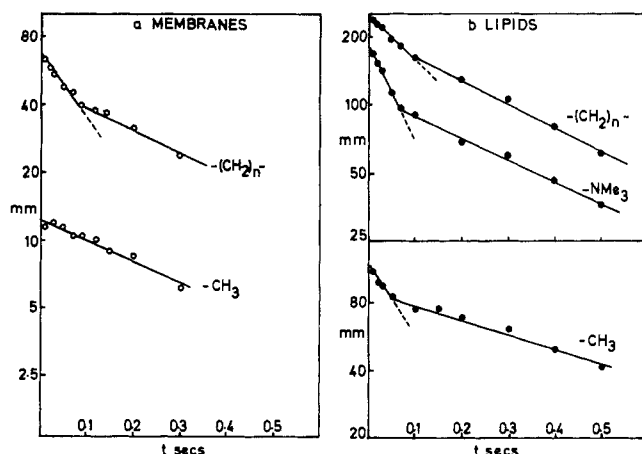 a MEMBRANES
80
40
20
mm
10
5
2·5
-(CH₂)n-
-CH₃
0·1 0·2 0·3 0·4 0·5
t secs
b LIPIDS
200
100
mm
50
25
-(CH₂)n-
-NMe₃
80
mm
40
20
-CH₃
0·1 0·2 0·3 0·4 0·5
t secs